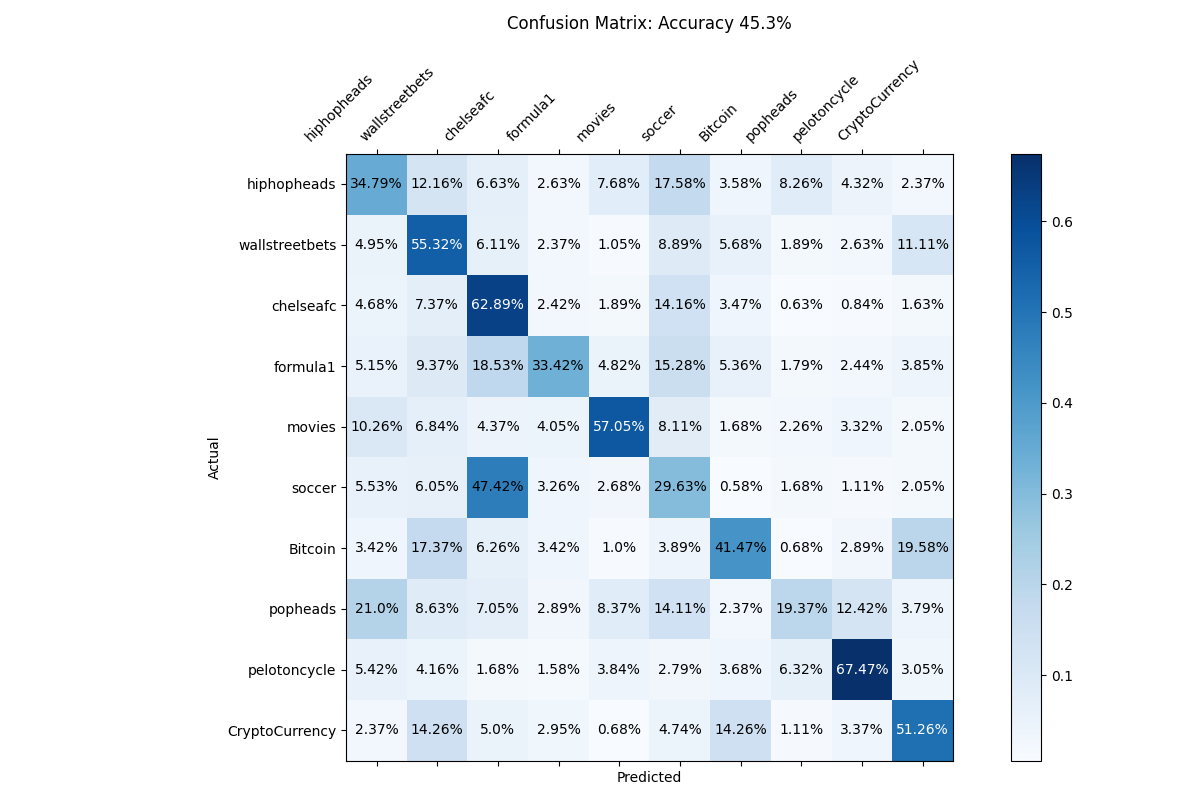 Confusion Matrix: Accuracy 45.3%
hiphopheads wallstreetbets chelseafc formula1 movies soccer Bitcoin popheads pelotoncycle CryptoCurrency
hiphopheads 34.79% 12.16% 6.63% 2.63% 7.68% 17.58% 3.58% 8.26% 4.32% 2.37%
wallstreetbets 4.95% 55.32% 6.11% 2.37% 1.05% 8.89% 5.68% 1.89% 2.63% 11.11%
chelseafc 4.68% 7.37% 62.89% 2.42% 1.89% 14.16% 3.47% 0.63% 0.84% 1.63%
formula1 5.15% 9.37% 18.53% 33.42% 4.82% 15.28% 5.36% 1.79% 2.44% 3.85%
movies 10.26% 6.84% 4.37% 4.05% 57.05% 8.11% 1.68% 2.26% 3.32% 2.05%
soccer 5.53% 6.05% 47.42% 3.26% 2.68% 29.63% 0.58% 1.68% 1.11% 2.05%
Bitcoin 3.42% 17.37% 6.26% 3.42% 1.0% 3.89% 41.47% 0.68% 2.89% 19.58%
popheads 21.0% 8.63% 7.05% 2.89% 8.37% 14.11% 2.37% 19.37% 12.42% 3.79%
pelotoncycle 5.42% 4.16% 1.68% 1.58% 3.84% 2.79% 3.68% 6.32% 67.47% 3.05%
CryptoCurrency 2.37% 14.26% 5.0% 2.95% 0.68% 4.74% 14.26% 1.11% 3.37% 51.26%
Actual
Predicted
0.6
0.5
0.4
0.3
0.2
0.1